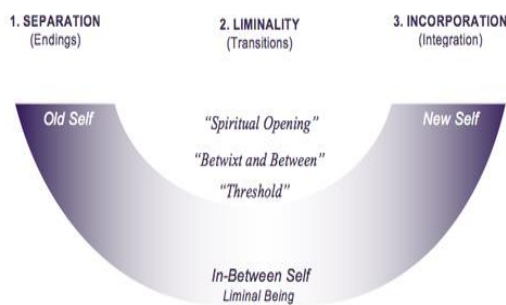 1. SEPARATION
(Endings)
2. LIMINALITY
(Transitions)
3. INCORPORATION
(Integration)
Old Self
"Spiritual Opening"
New Self
"Betwixt and Between"
"Threshold"
In-Between Self
Liminal Being